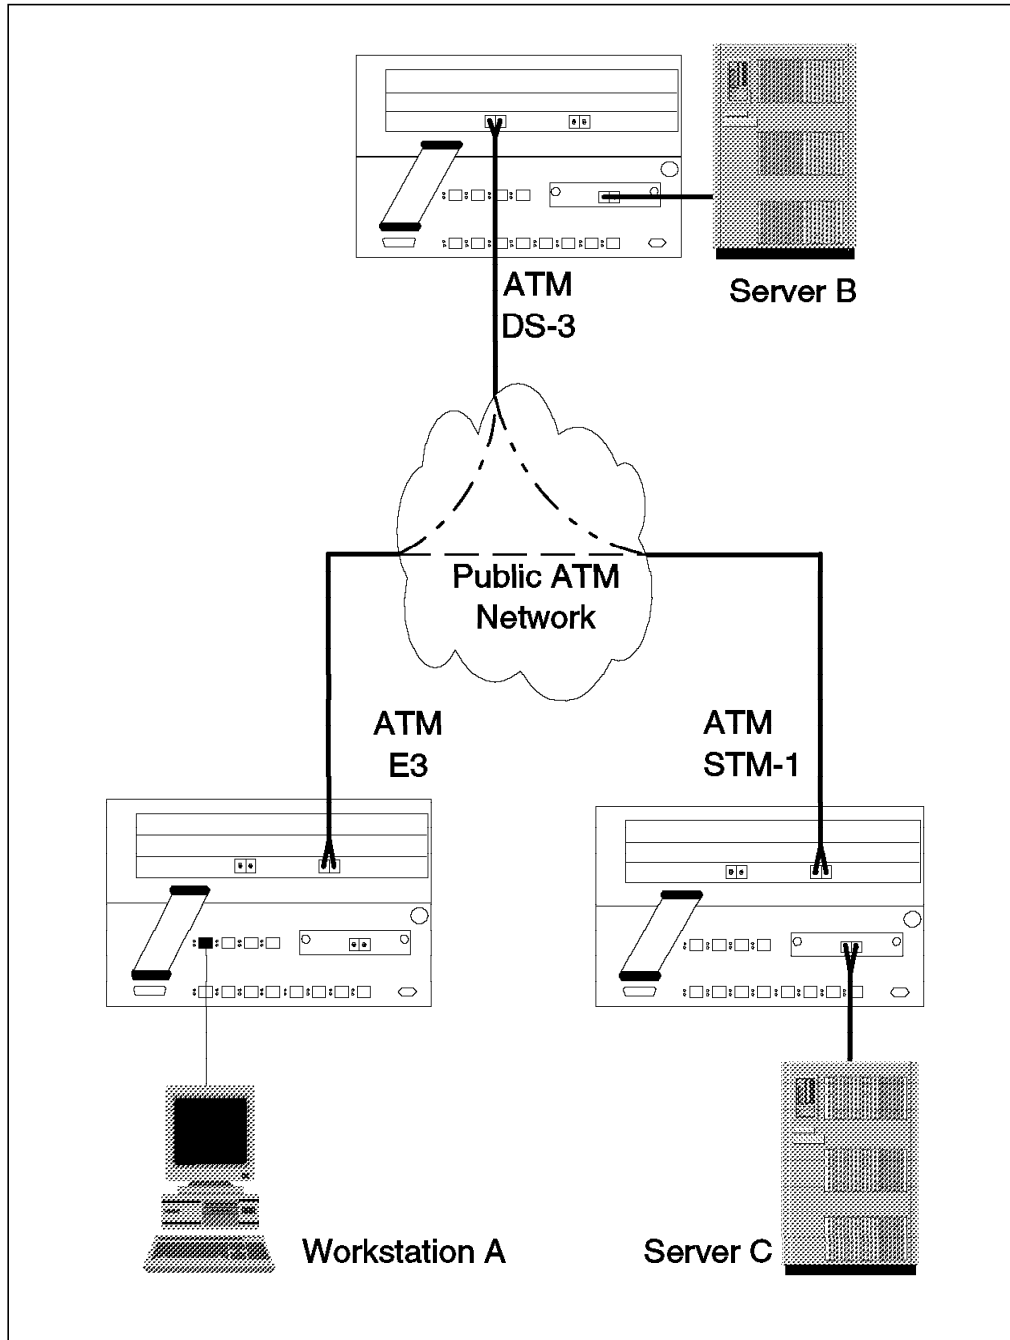 Server B
ATM
DS-3
Public ATM
Network
ATM
E3
ATM
STM-1
Workstation A
Server C